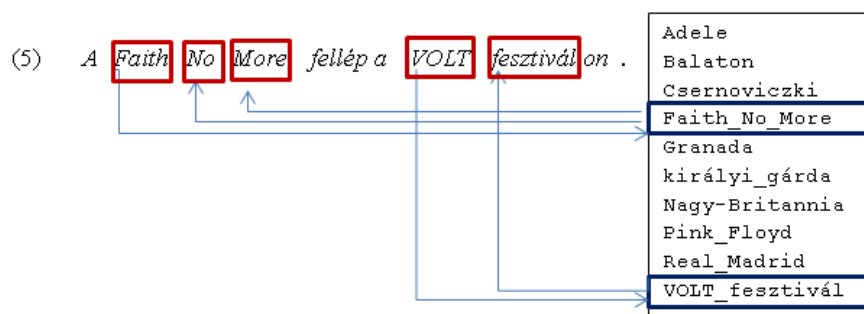 (5) A Faith No More fellép a VOLT fesztiválon .
Adele
Balaton
Csernoviczki
Faith_No_More
Granada
királyi_gárda
Nagy-Britannia
Pink_Floyd
Real_Madrid
VOLT_fesztivál